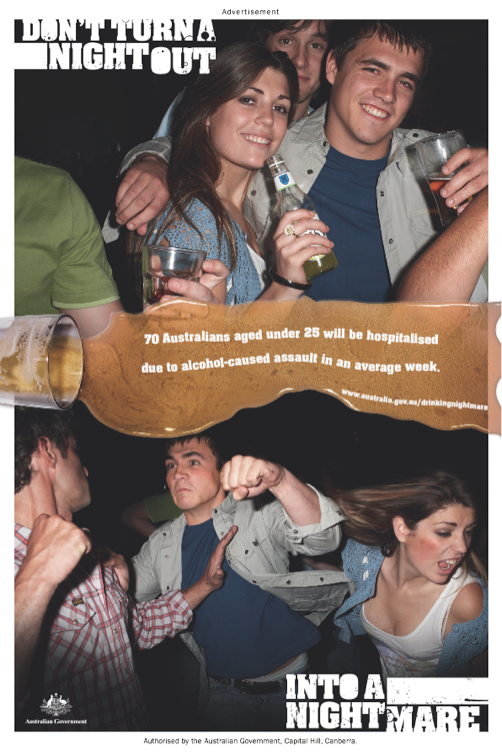 Advertisement
DON'T TURN A
NIGHT OUT
70 Australians aged under 25 will be hospitalised
due to alcohol-caused assault in an average week.
www.australia.gov.au/drinkingnightmare
INTO A
NIGHTMARE
Australian Government
Authorised by the Australian Government, Capital Hill, Canberra.